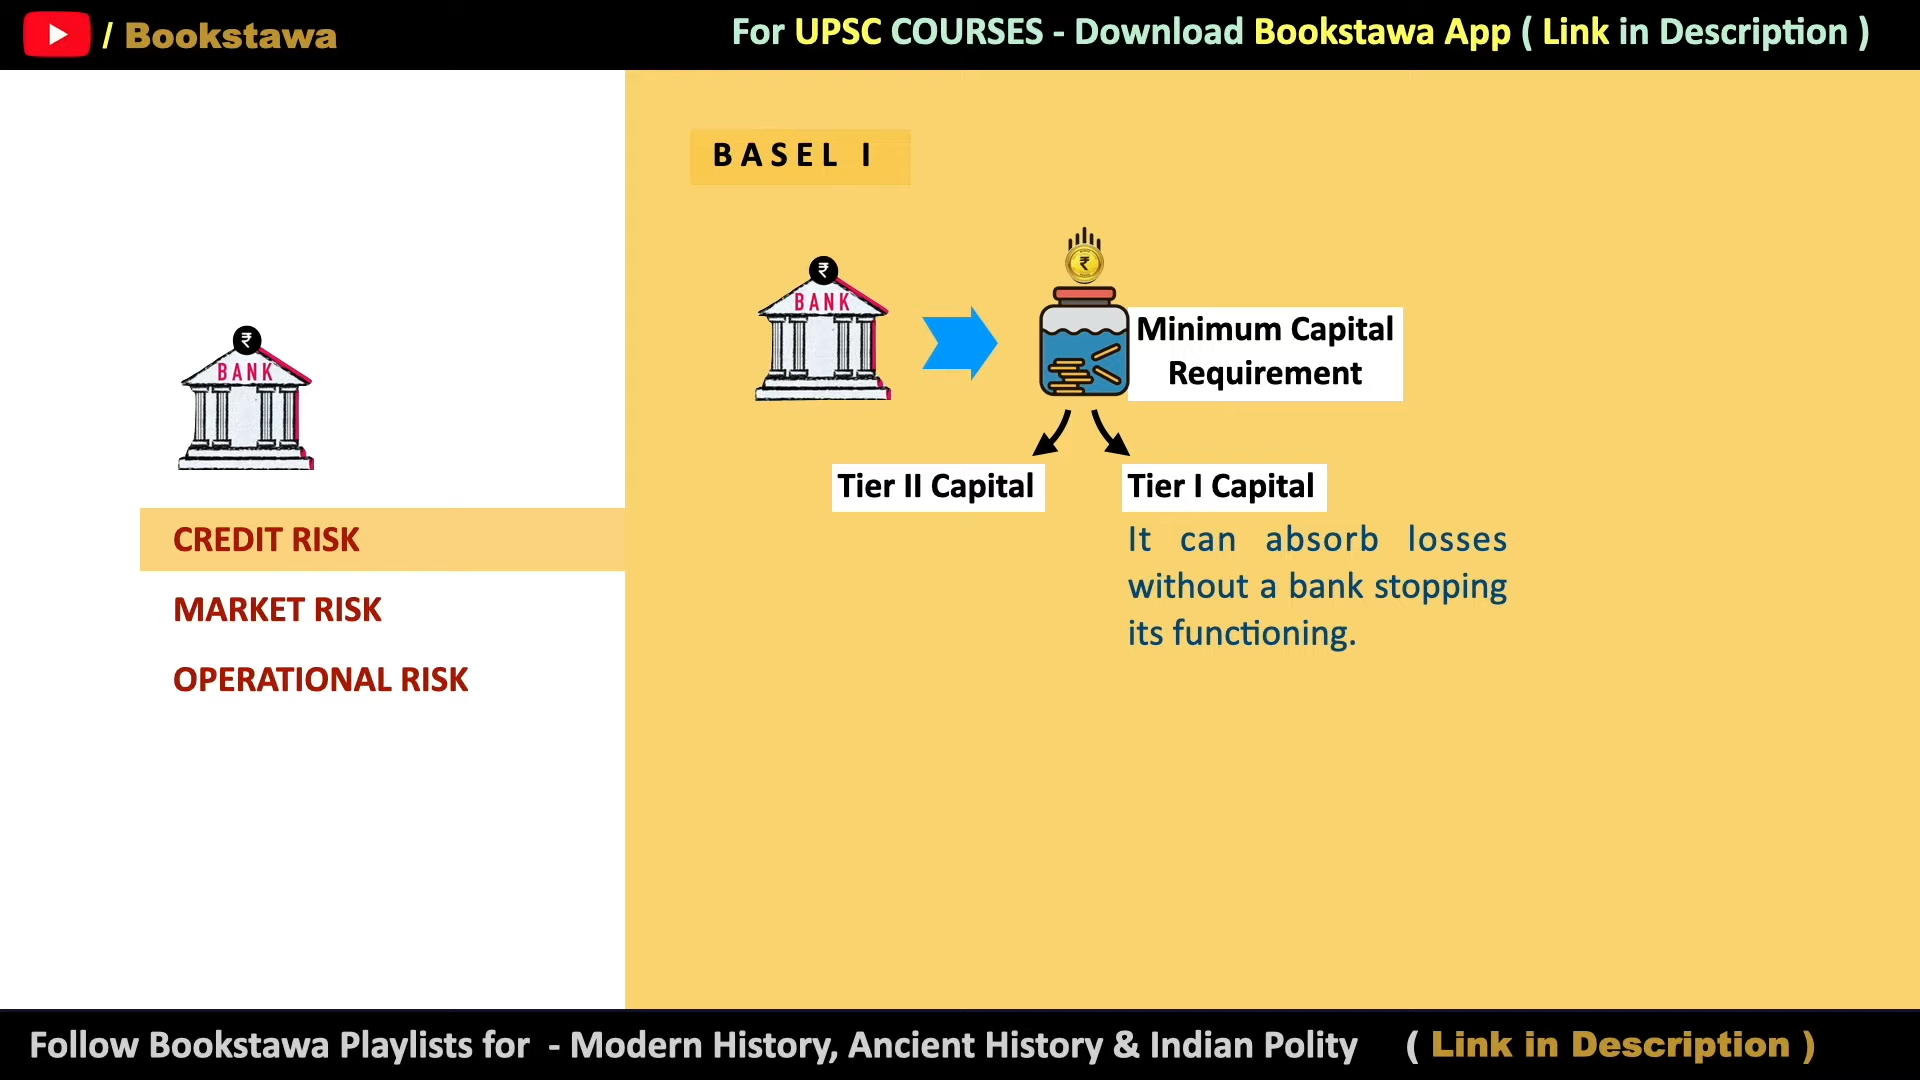 / Bookstawa
For UPSC COURSES - Download Bookstawa App ( Link in Description )
BASEL I
₹
BANK
₹
BANK
₹
Minimum Capital
Requirement
Tier II Capital
Tier I Capital
It can absorb losses
without a bank stopping
its functioning.
CREDIT RISK
MARKET RISK
OPERATIONAL RISK
Follow Bookstawa Playlists for - Modern History, Ancient History & Indian Polity ( Link in Description )